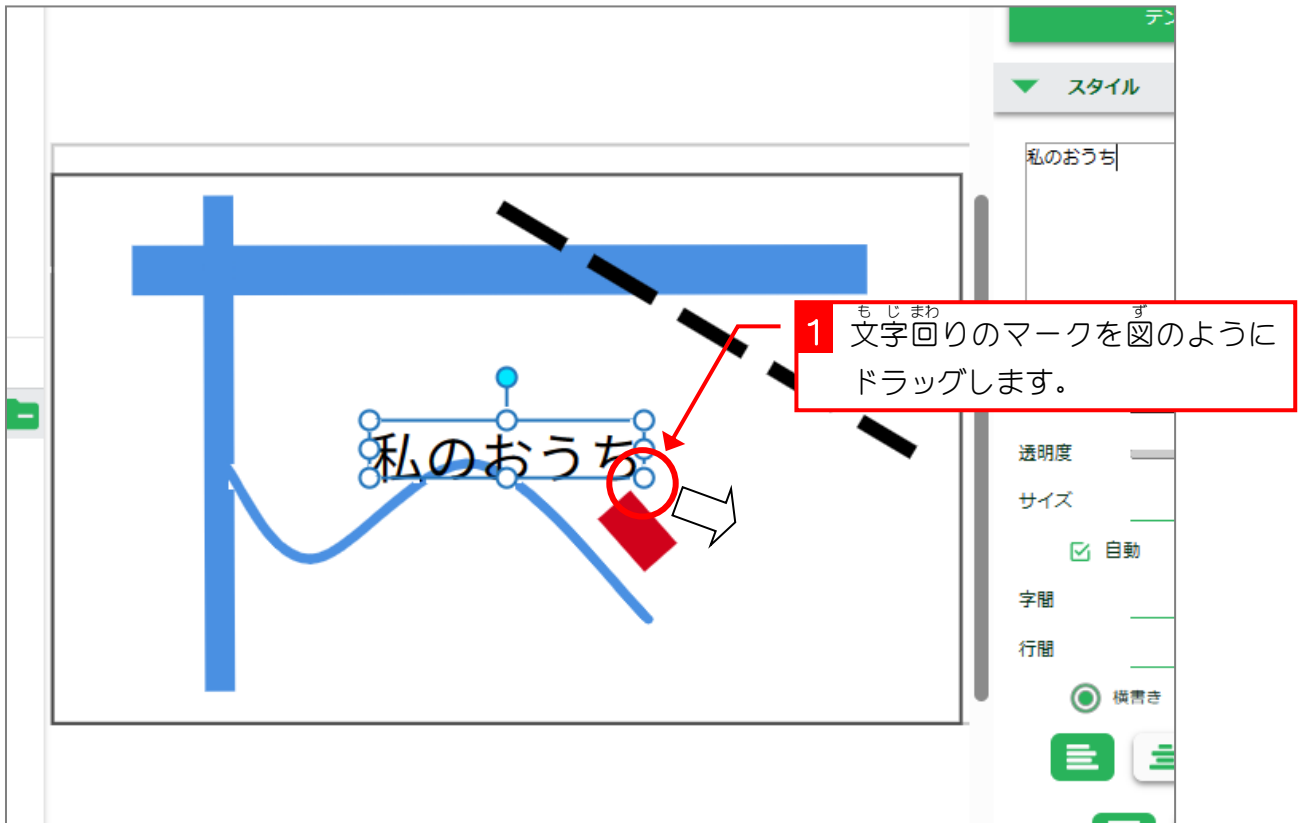 テン
スタイル
私のおうち
1 文字回りのマークを図のように
も じ まわ ず
ドラッグします。
私のおうち
透明度
サイズ
自動
字間
行間
横書き